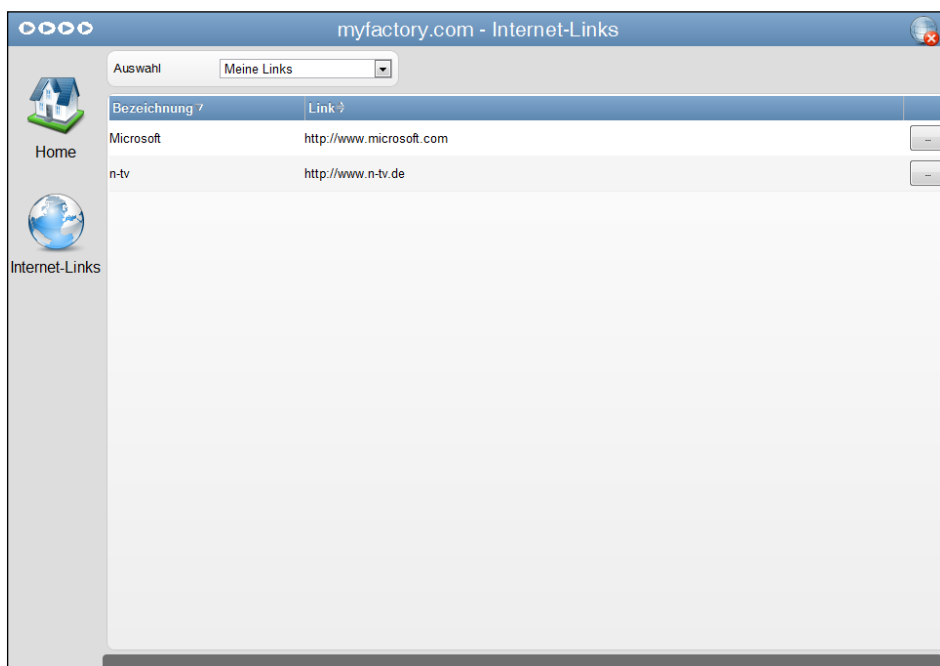 myfactory.com - Internet-Links
Auswahl
Meine Links
Bezeichnung
Link
Microsoft
http://www.microsoft.com
n-tv
http://www.n-tv.de
Home
Internet-Links